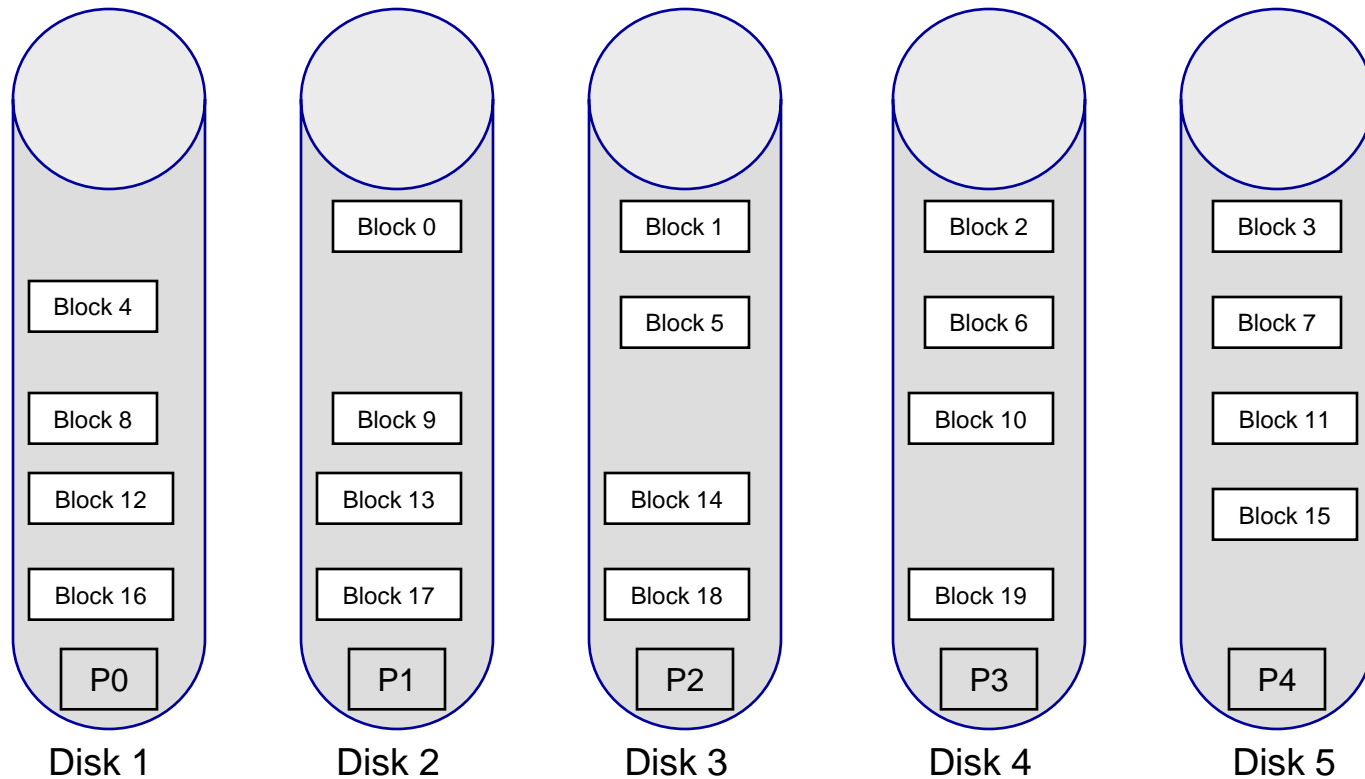 Block 0 Block 1 Block 2 Block 3
Block 4 Block 5 Block 6 Block 7
Block 8 Block 9 Block 10 Block 11
Block 12 Block 13 Block 14 Block 15
Block 16 Block 17 Block 18 Block 19
P0 P1 P2 P3 P4
Disk 1 Disk 2 Disk 3 Disk 4 Disk 5